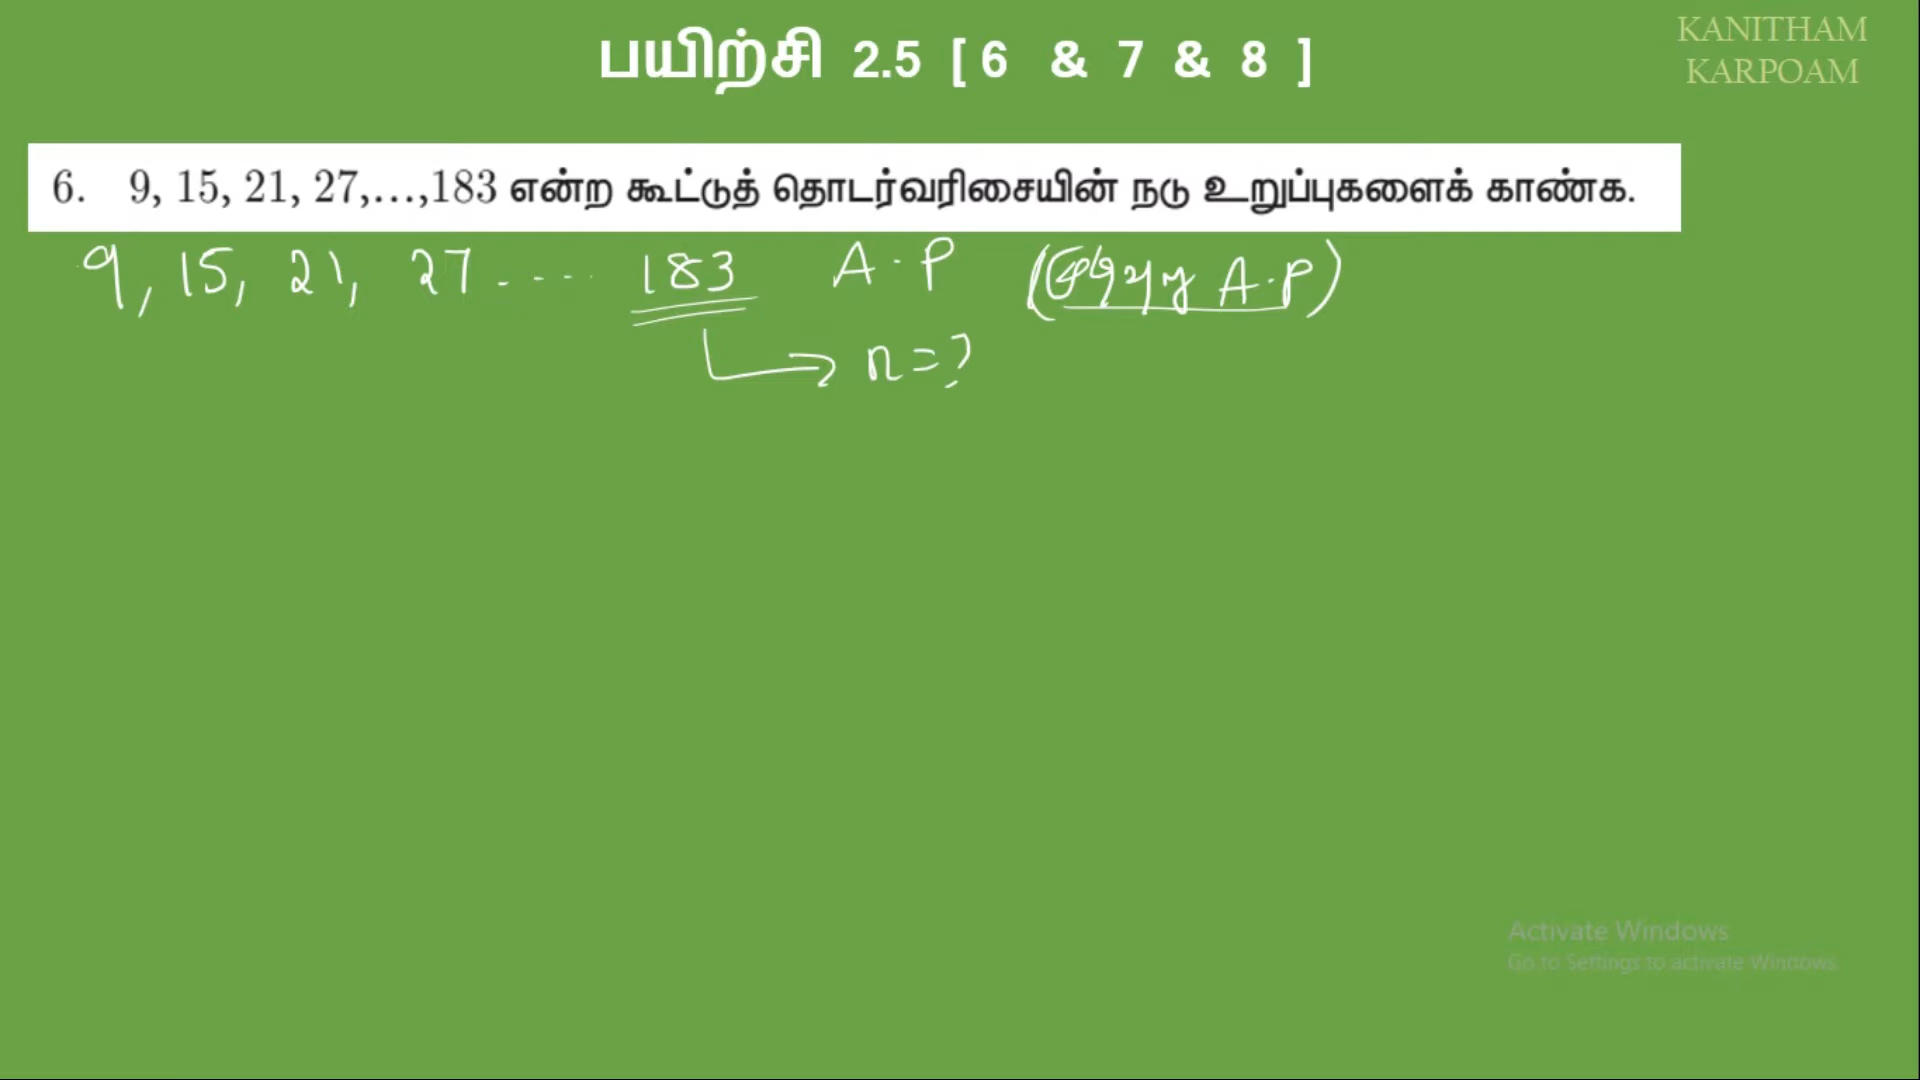 பயிற்சி 2.5 [ 6 & 7 & 8 ]
KANITHAM
KARPOAM
6. 9, 15, 21, 27,...,183 என்ற கூட்டுத் தொடர்வரிசையின் நடு உறுப்புகளைக் காண்க.
9, 15, 21, 27 ..... 183 A.P ( A.P)
n=?
Activate Windows
Go to Settings to activate Windows.